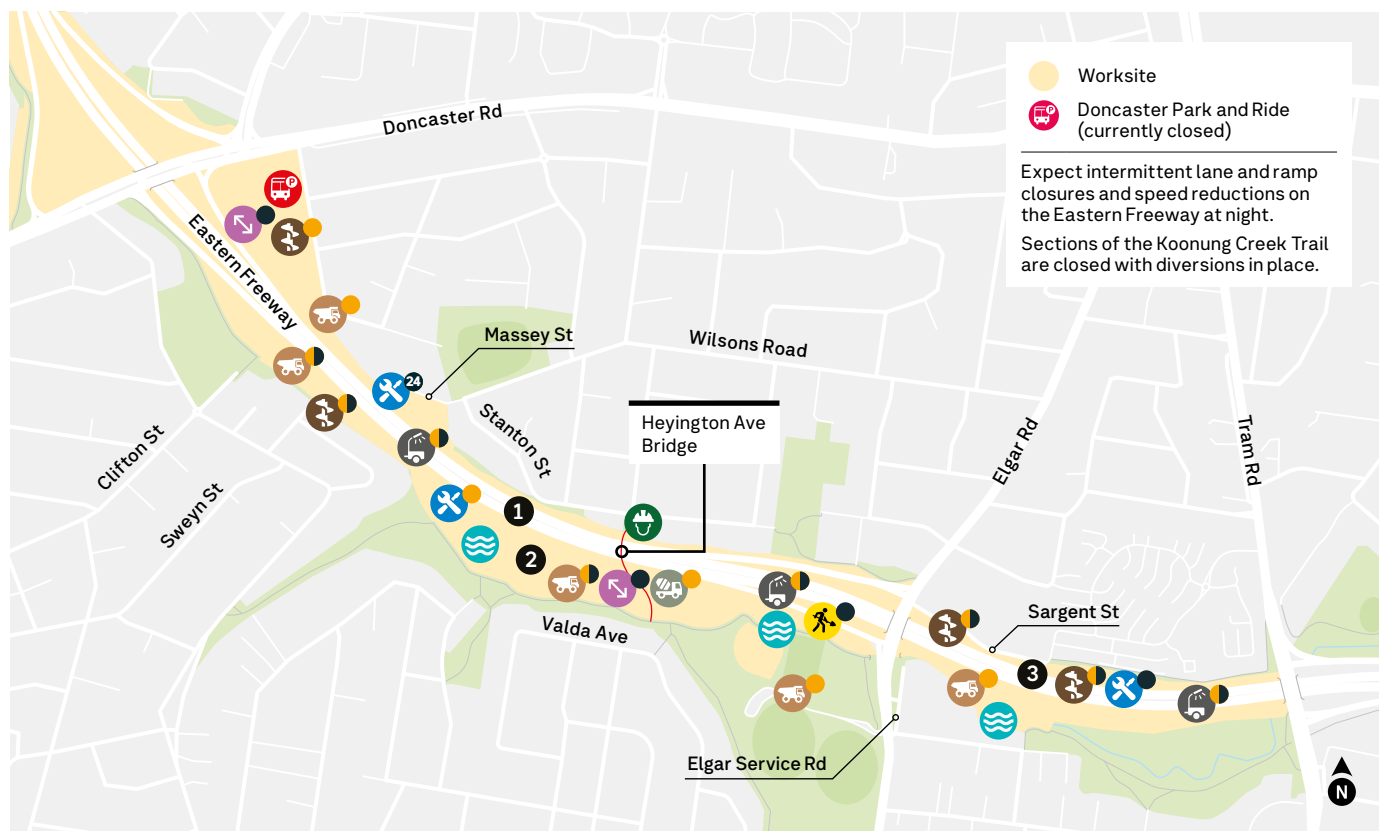 Worksite
Doncaster Park and Ride
(currently closed)
Expect intermittent lane and ramp
closures and speed reductions on
the Eastern Freeway at night.
Sections of the Koonung Creek Trail
are closed with diversions in place.
Doncaster Rd
P
Eastern Freeway
Massey St
Wilsons Road
24
Stanton St
Heyington Ave
Bridge
Elgar Rd
Tram Rd
Clifton St
Sweyn St
1
2
Valda Ave
Sargent St
3
Elgar Service Rd
N